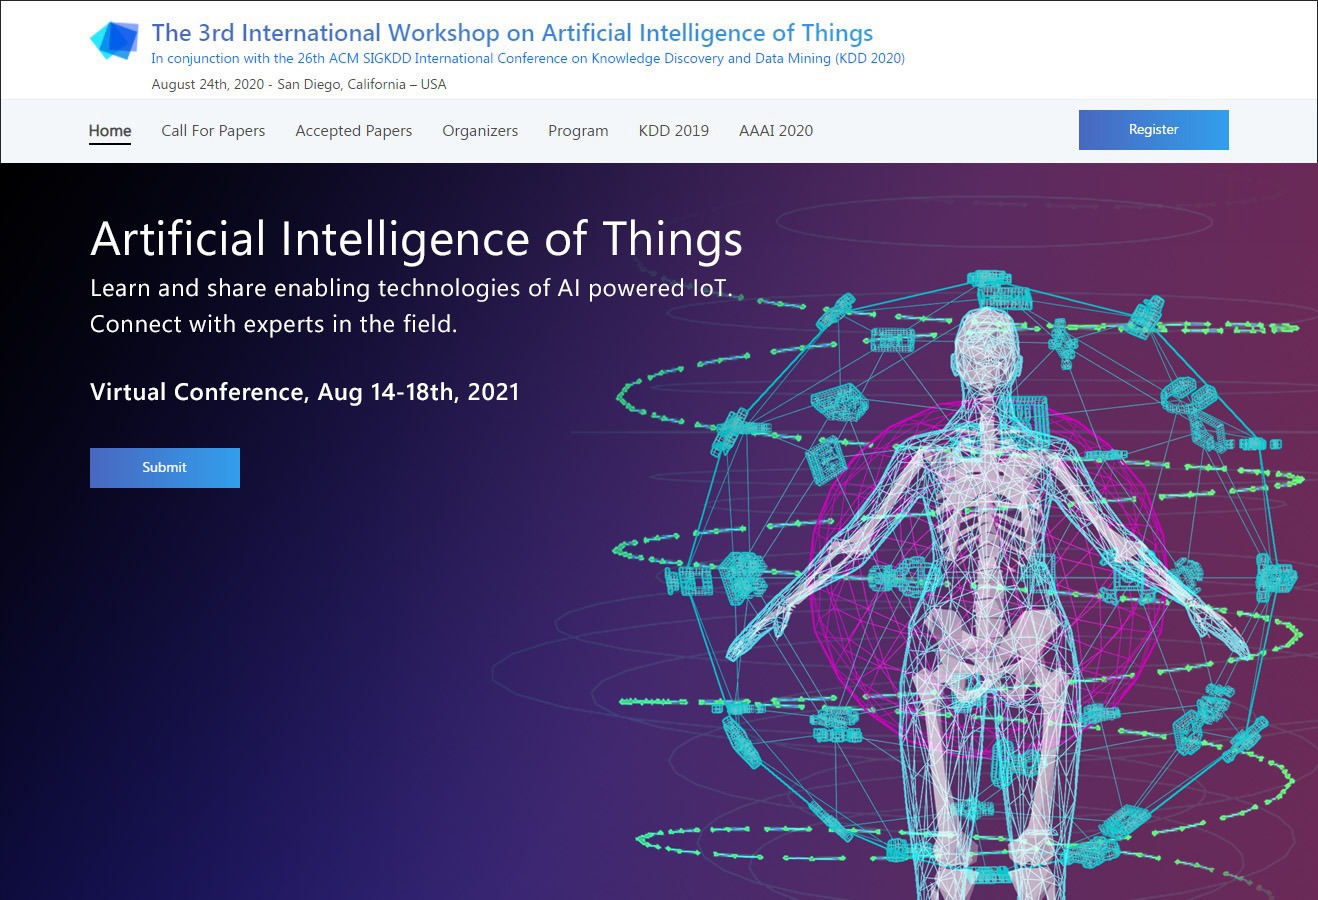 The 3rd International Workshop on Artificial Intelligence of Things
In conjunction with the 26th ACM SIGKDD International Conference on Knowledge Discovery and Data Mining (KDD 2020)
August 24th, 2020 - San Diego, California – USA
Home Call For Papers Accepted Papers Organizers Program KDD 2019 AAAI 2020 Register
Artificial Intelligence of Things
Learn and share enabling technologies of AI powered IoT.
Connect with experts in the field.
Virtual Conference, Aug 14-18th, 2021
Submit